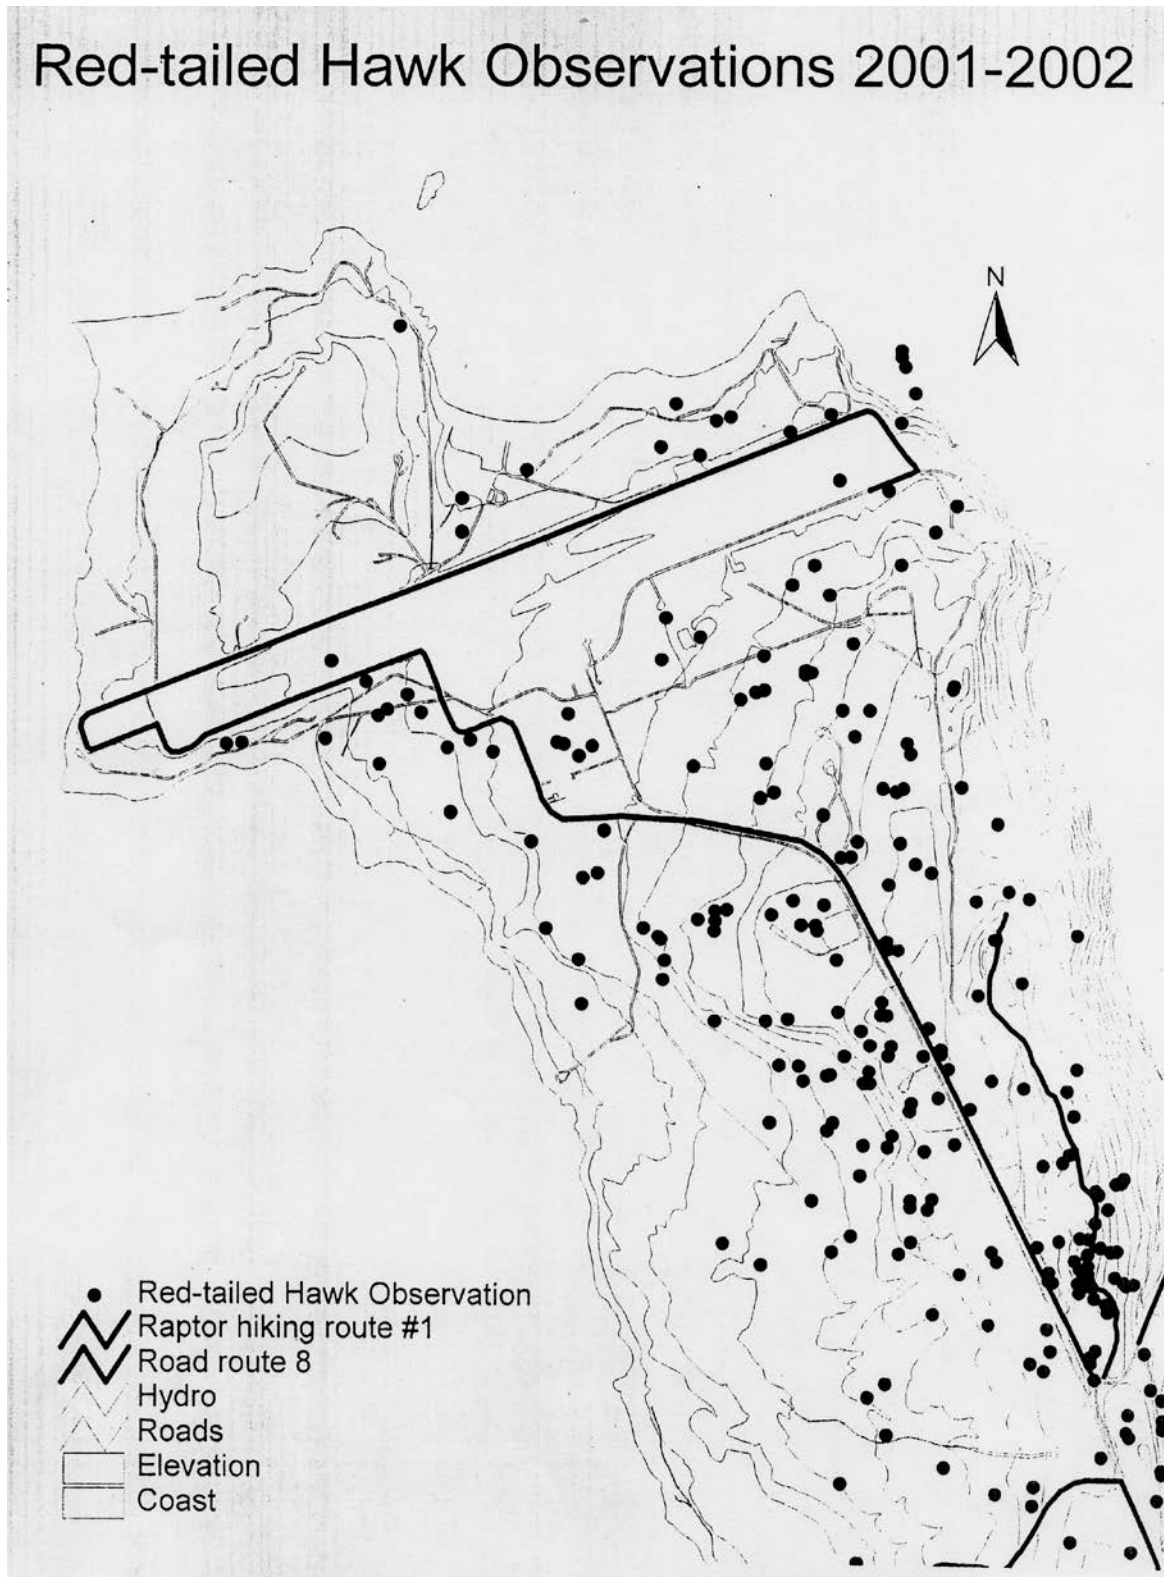 Red-tailed Hawk Observations 2001-2002
N
Red-tailed Hawk Observation
Raptor hiking route #1
Road route 8
Hydro
Roads
Elevation
Coast